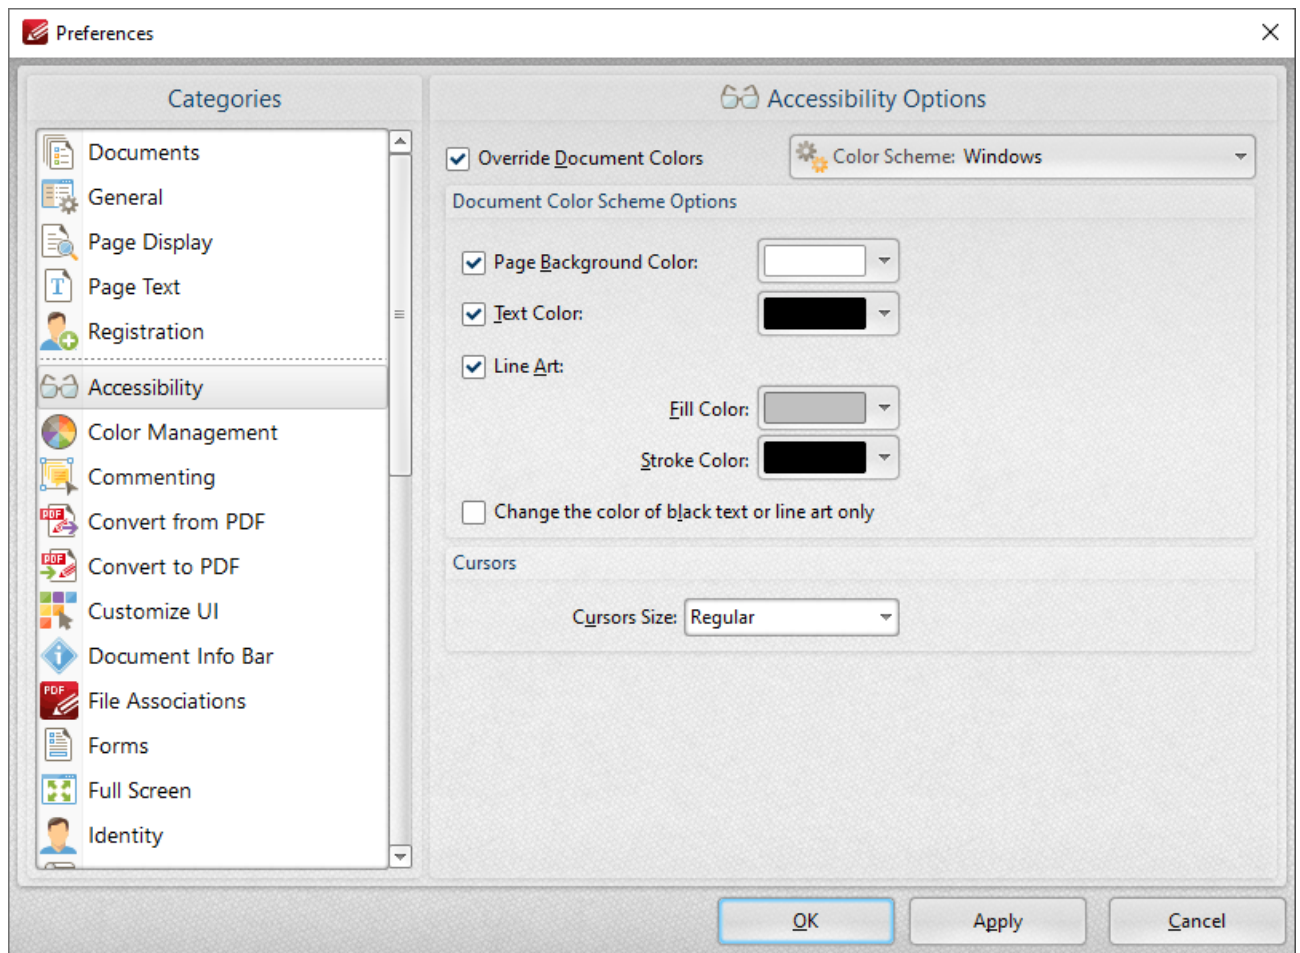 Preferences
Categories
Documents
General
Page Display
Page Text
T
Registration
Accessibility
Color Management
Commenting
PDF
Convert from PDF
PDF
Convert to PDF
Customize UI
i
Document Info Bar
PDF
File Associations
Forms
Full Screen
Identity
Accessibility Options
Override Document Colors
Color Scheme: Windows
Document Color Scheme Options
Page Background Color:
Text Color:
Line Art:
Fill Color:
Stroke Color:
Change the color of black text or line art only
Cursors
Cursors Size: Regular
OK
Apply
Cancel